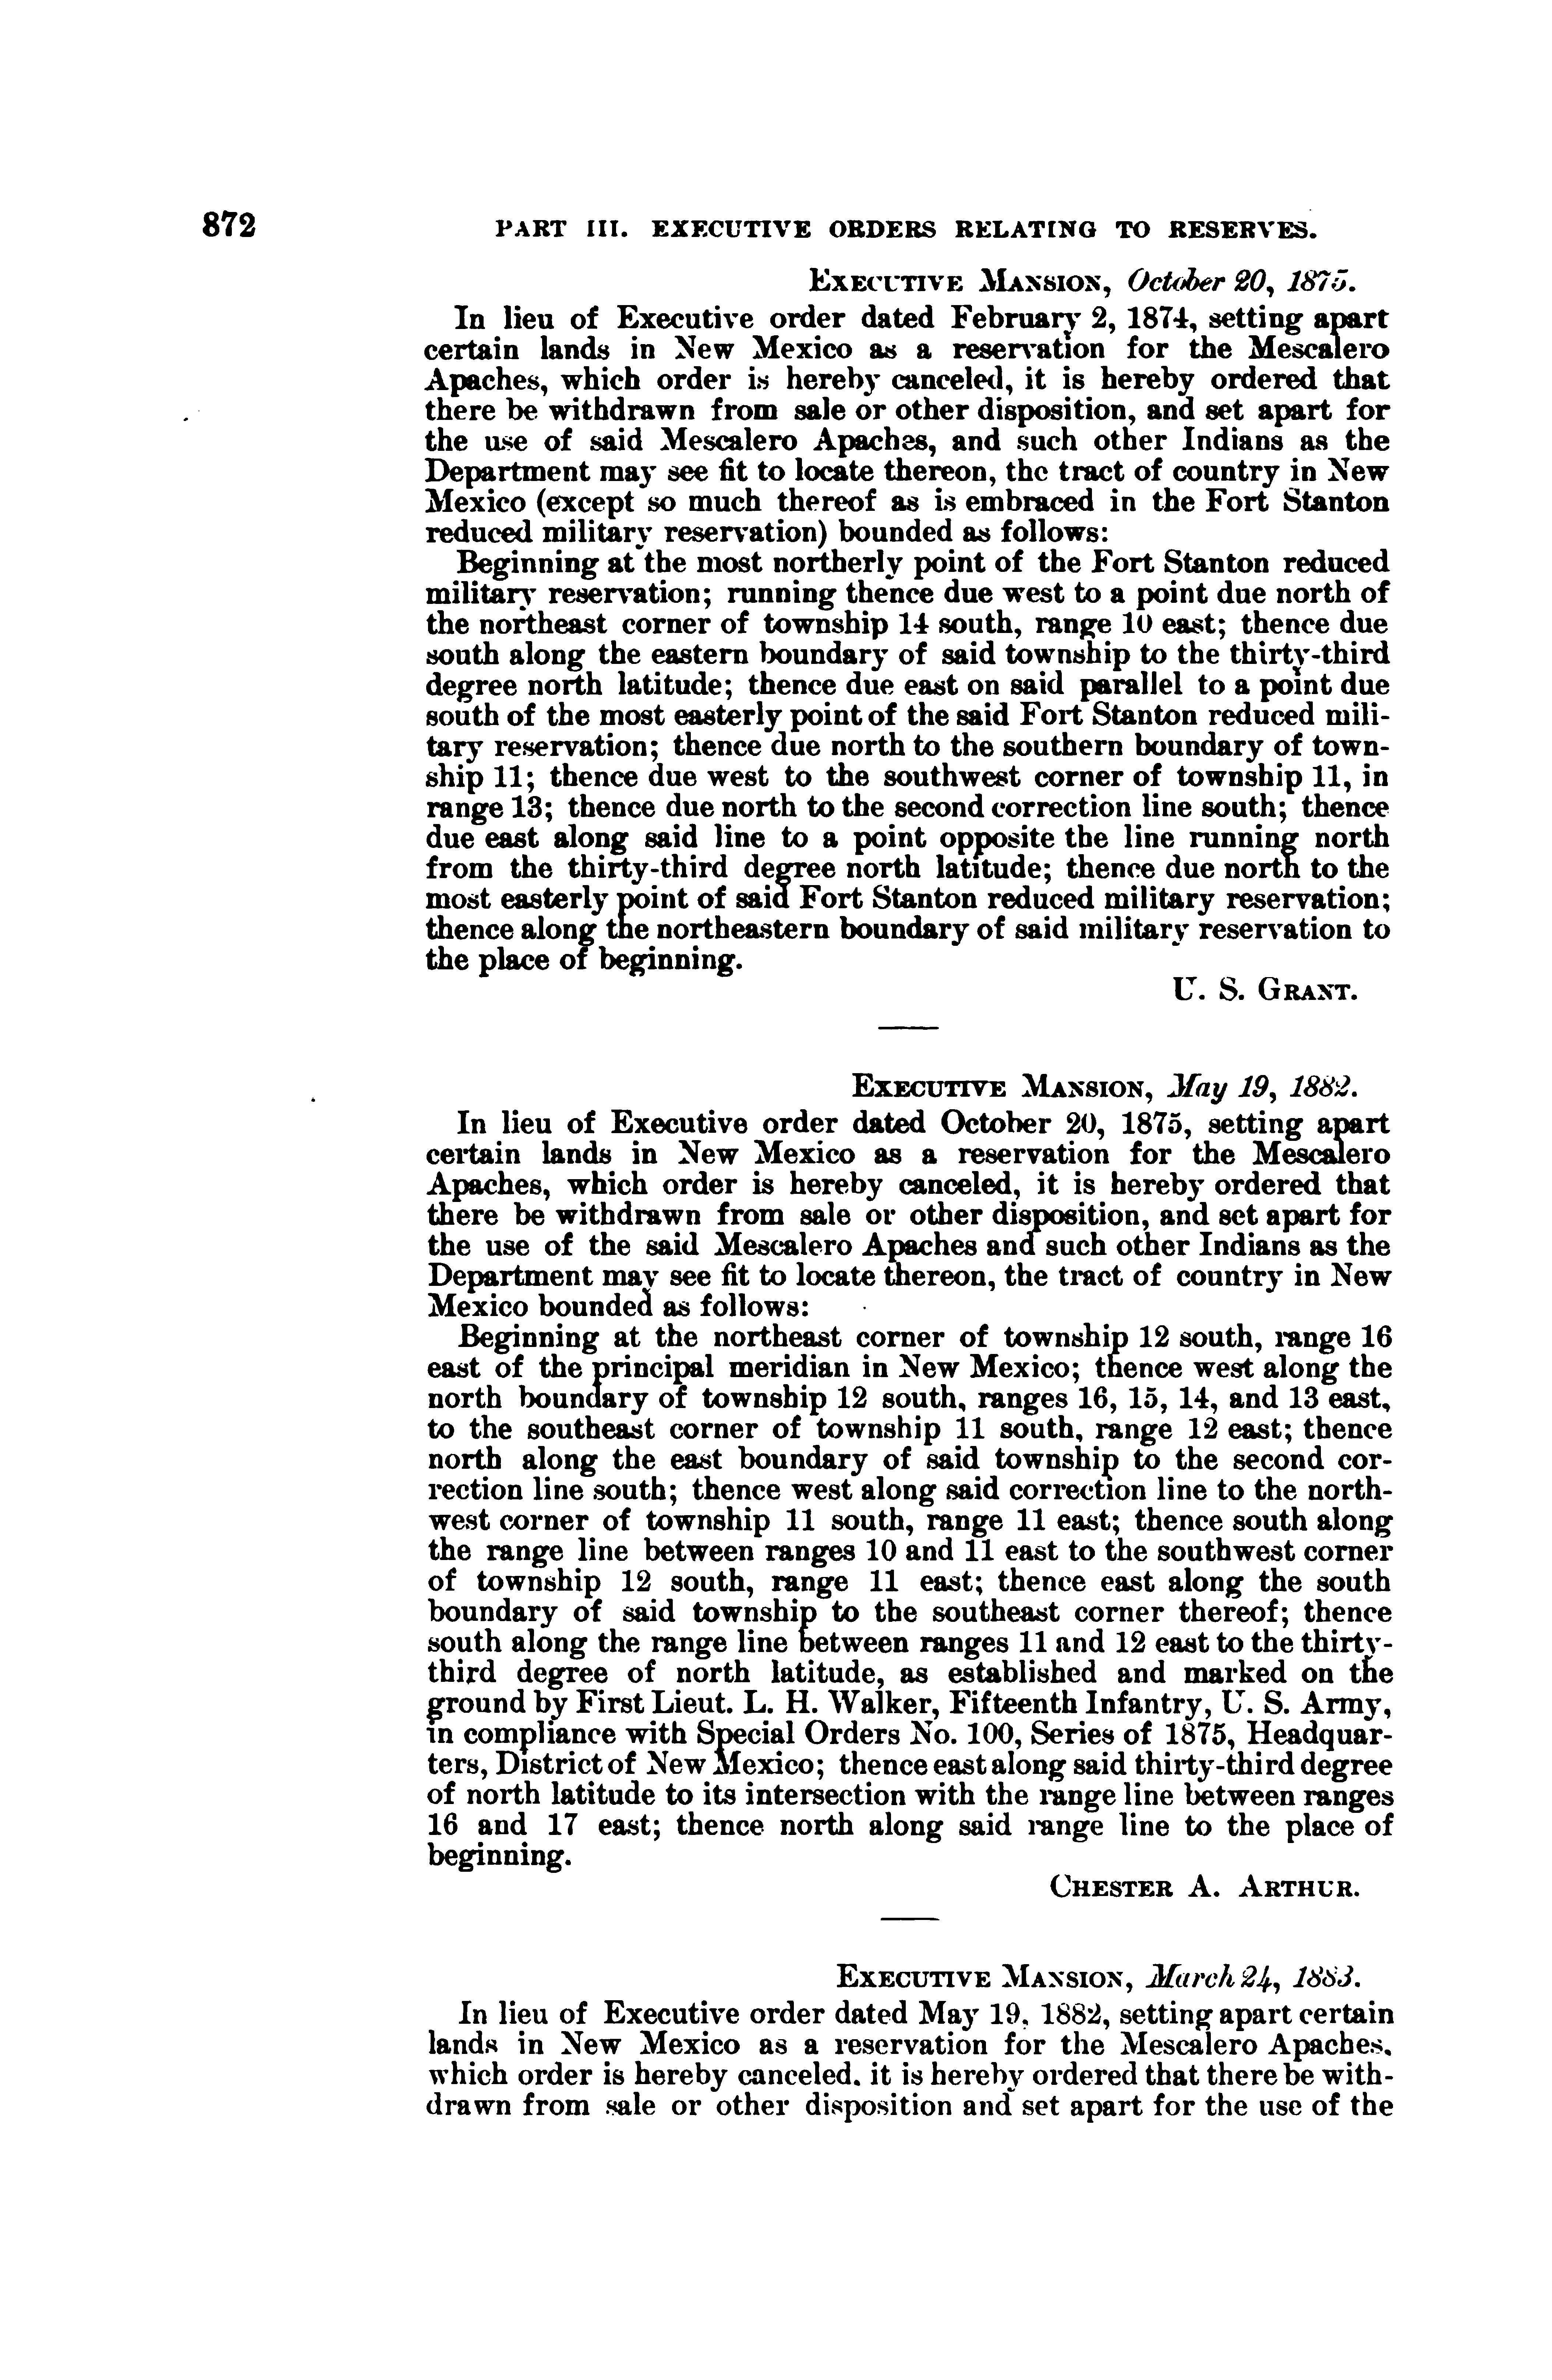 872
PART III. EXECUTIVE ORDERS RELATING TO RESERVES.
EXECUTIVE MANSION, October 20, 1875.
In lieu of Executive order dated February 2, 1874, setting apart
certain lands in New Mexico as a reservation for the Mescalero
Apaches, which order is hereby canceled, it is hereby ordered that
there be withdrawn from sale or other disposition, and set apart for
the use of said Mescalero Apaches, and such other Indians as the
Department may see fit to locate thereon, the tract of country in New
Mexico (except so much thereof as is embraced in the Fort Stanton
reduced military reservation) bounded as follows:
Beginning at the most northerly point of the Fort Stanton reduced
military reservation; running thence due west to a point due north of
the northeast corner of township 14 south, range 10 east; thence due
south along the eastern boundary of said township to the thirty-third
degree north latitude; thence due east on said parallel to a point due
south of the most easterly point of the said Fort Stanton reduced mili-
tary reservation; thence due north to the southern boundary of town-
ship 11; thence due west to the southwest corner of township 11, in
range 13; thence due north to the second correction line south; thence
due east along said line to a point opposite the line running north
from the thirty-third degree north latitude; thence due north to the
most easterly point of said Fort Stanton reduced military reservation;
thence along the northeastern boundary of said military reservation to
the place of beginning.
U. S. GRANT.
EXECUTIVE MANSION, May 19, 1882.
In lieu of Executive order dated October 20, 1875, setting apart
certain lands in New Mexico as a reservation for the Mescalero
Apaches, which order is hereby canceled, it is hereby ordered that
there be withdrawn from sale or other disposition, and set apart for
the use of the said Mescalero Apaches and such other Indians as the
Department may see fit to locate thereon, the tract of country in New
Mexico bounded as follows:
Beginning at the northeast corner of township 12 south, range 16
east of the principal meridian in New Mexico; thence west along the
north boundary of township 12 south, ranges 16, 15, 14, and 13 east,
to the southeast corner of township 11 south, range 12 east; thence
north along the east boundary of said township to the second cor-
rection line south; thence west along said correction line to the north-
west corner of township 11 south, range 11 east; thence south along
the range line between ranges 10 and 11 east to the southwest corner
of township 12 south, range 11 east; thence east along the south
boundary of said township to the southeast corner thereof; thence
south along the range line between ranges 11 and 12 east to the thirty-
third degree of north latitude, as established and marked on the
ground by First Lieut. L. H. Walker, Fifteenth Infantry, U. S. Army,
in compliance with Special Orders No. 100, Series of 1875, Headquar-
ters, District of New Mexico; thence east along said thirty-third degree
of north latitude to its intersection with the range line between ranges
16 and 17 east; thence north along said range line to the place of
beginning.
CHESTER A. ARTHUR.
EXECUTIVE MANSION, March 24, 1883.
In lieu of Executive order dated May 19, 1882, setting apart certain
lands in New Mexico as a reservation for the Mescalero Apaches,
which order is hereby canceled, it is hereby ordered that there be with-
drawn from sale or other disposition and set apart for the use of the